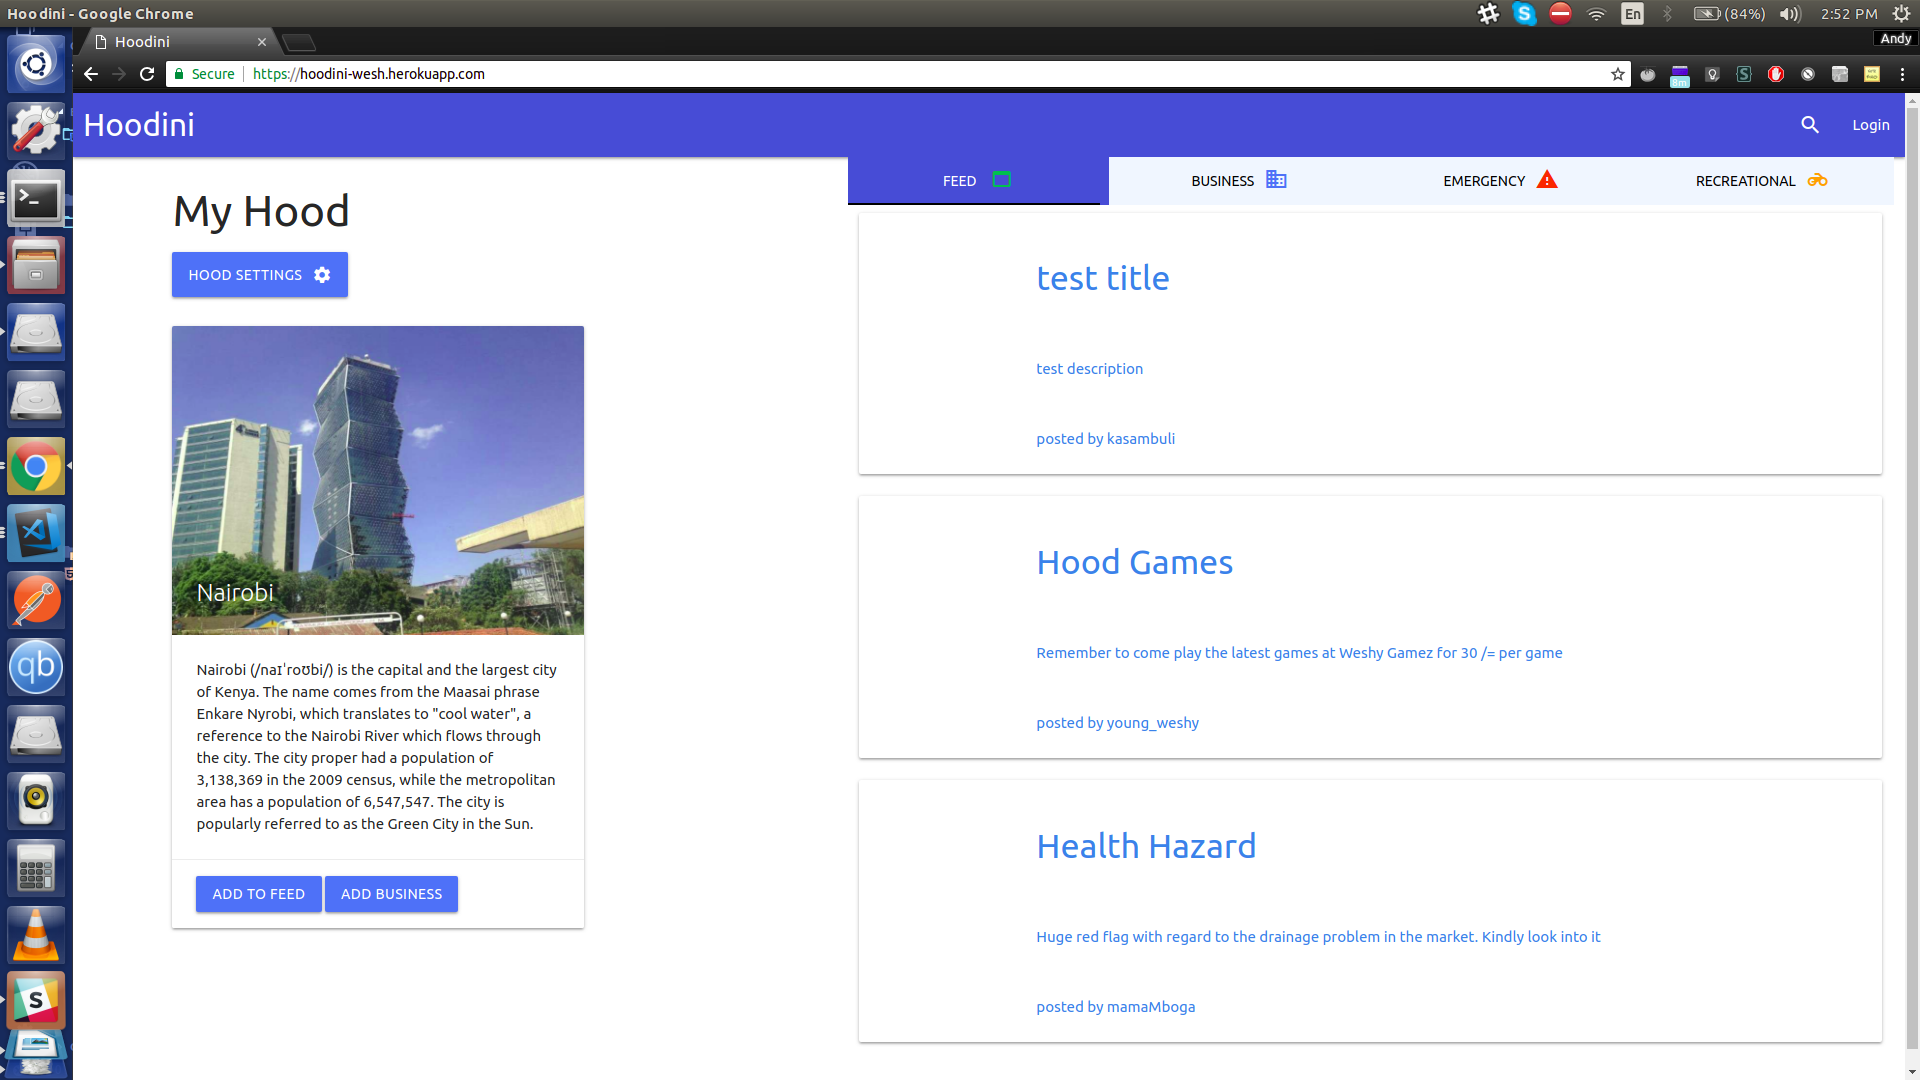 Hoodini - Google Chrome
En
(84%)
2:52 PM
Hoodini
Andy
Secure
https://hoodini-wesh.herokuapp.com
8m
Hoodini
Login
My Hood
HOOD SETTINGS
Nairobi
Nairobi (/naɪˈroʊbi/) is the capital and the largest city
of Kenya. The name comes from the Maasai phrase
Enkare Nyrobi, which translates to "cool water", a
reference to the Nairobi River which flows through
the city. The city proper had a population of
3,138,369 in the 2009 census, while the metropolitan
area has a population of 6,547,547. The city is
popularly referred to as the Green City in the Sun.
ADD TO FEED
ADD BUSINESS
FEED
BUSINESS
EMERGENCY
RECREATIONAL
test title
test description
posted by kasambuli
Hood Games
Remember to come play the latest games at Weshy Gamez for 30 /= per game
posted by young_weshy
Health Hazard
Huge red flag with regard to the drainage problem in the market. Kindly look into it
posted by mamaMboga
qb
S